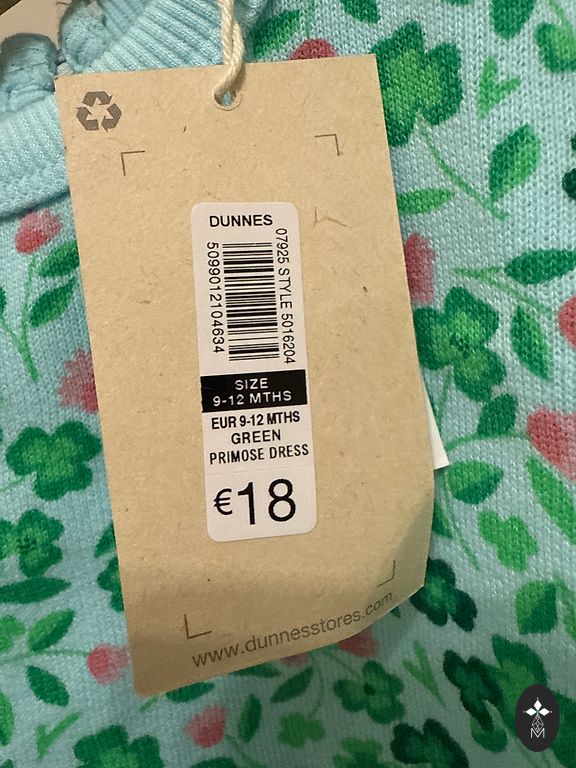 DUNNES
07925 STYLE 5016204
5099012104634
SIZE
9-12 MTHS
EUR 9-12 MTHS
GREEN
PRIMOSE DRESS
€18
www.dunnesstores.com
M